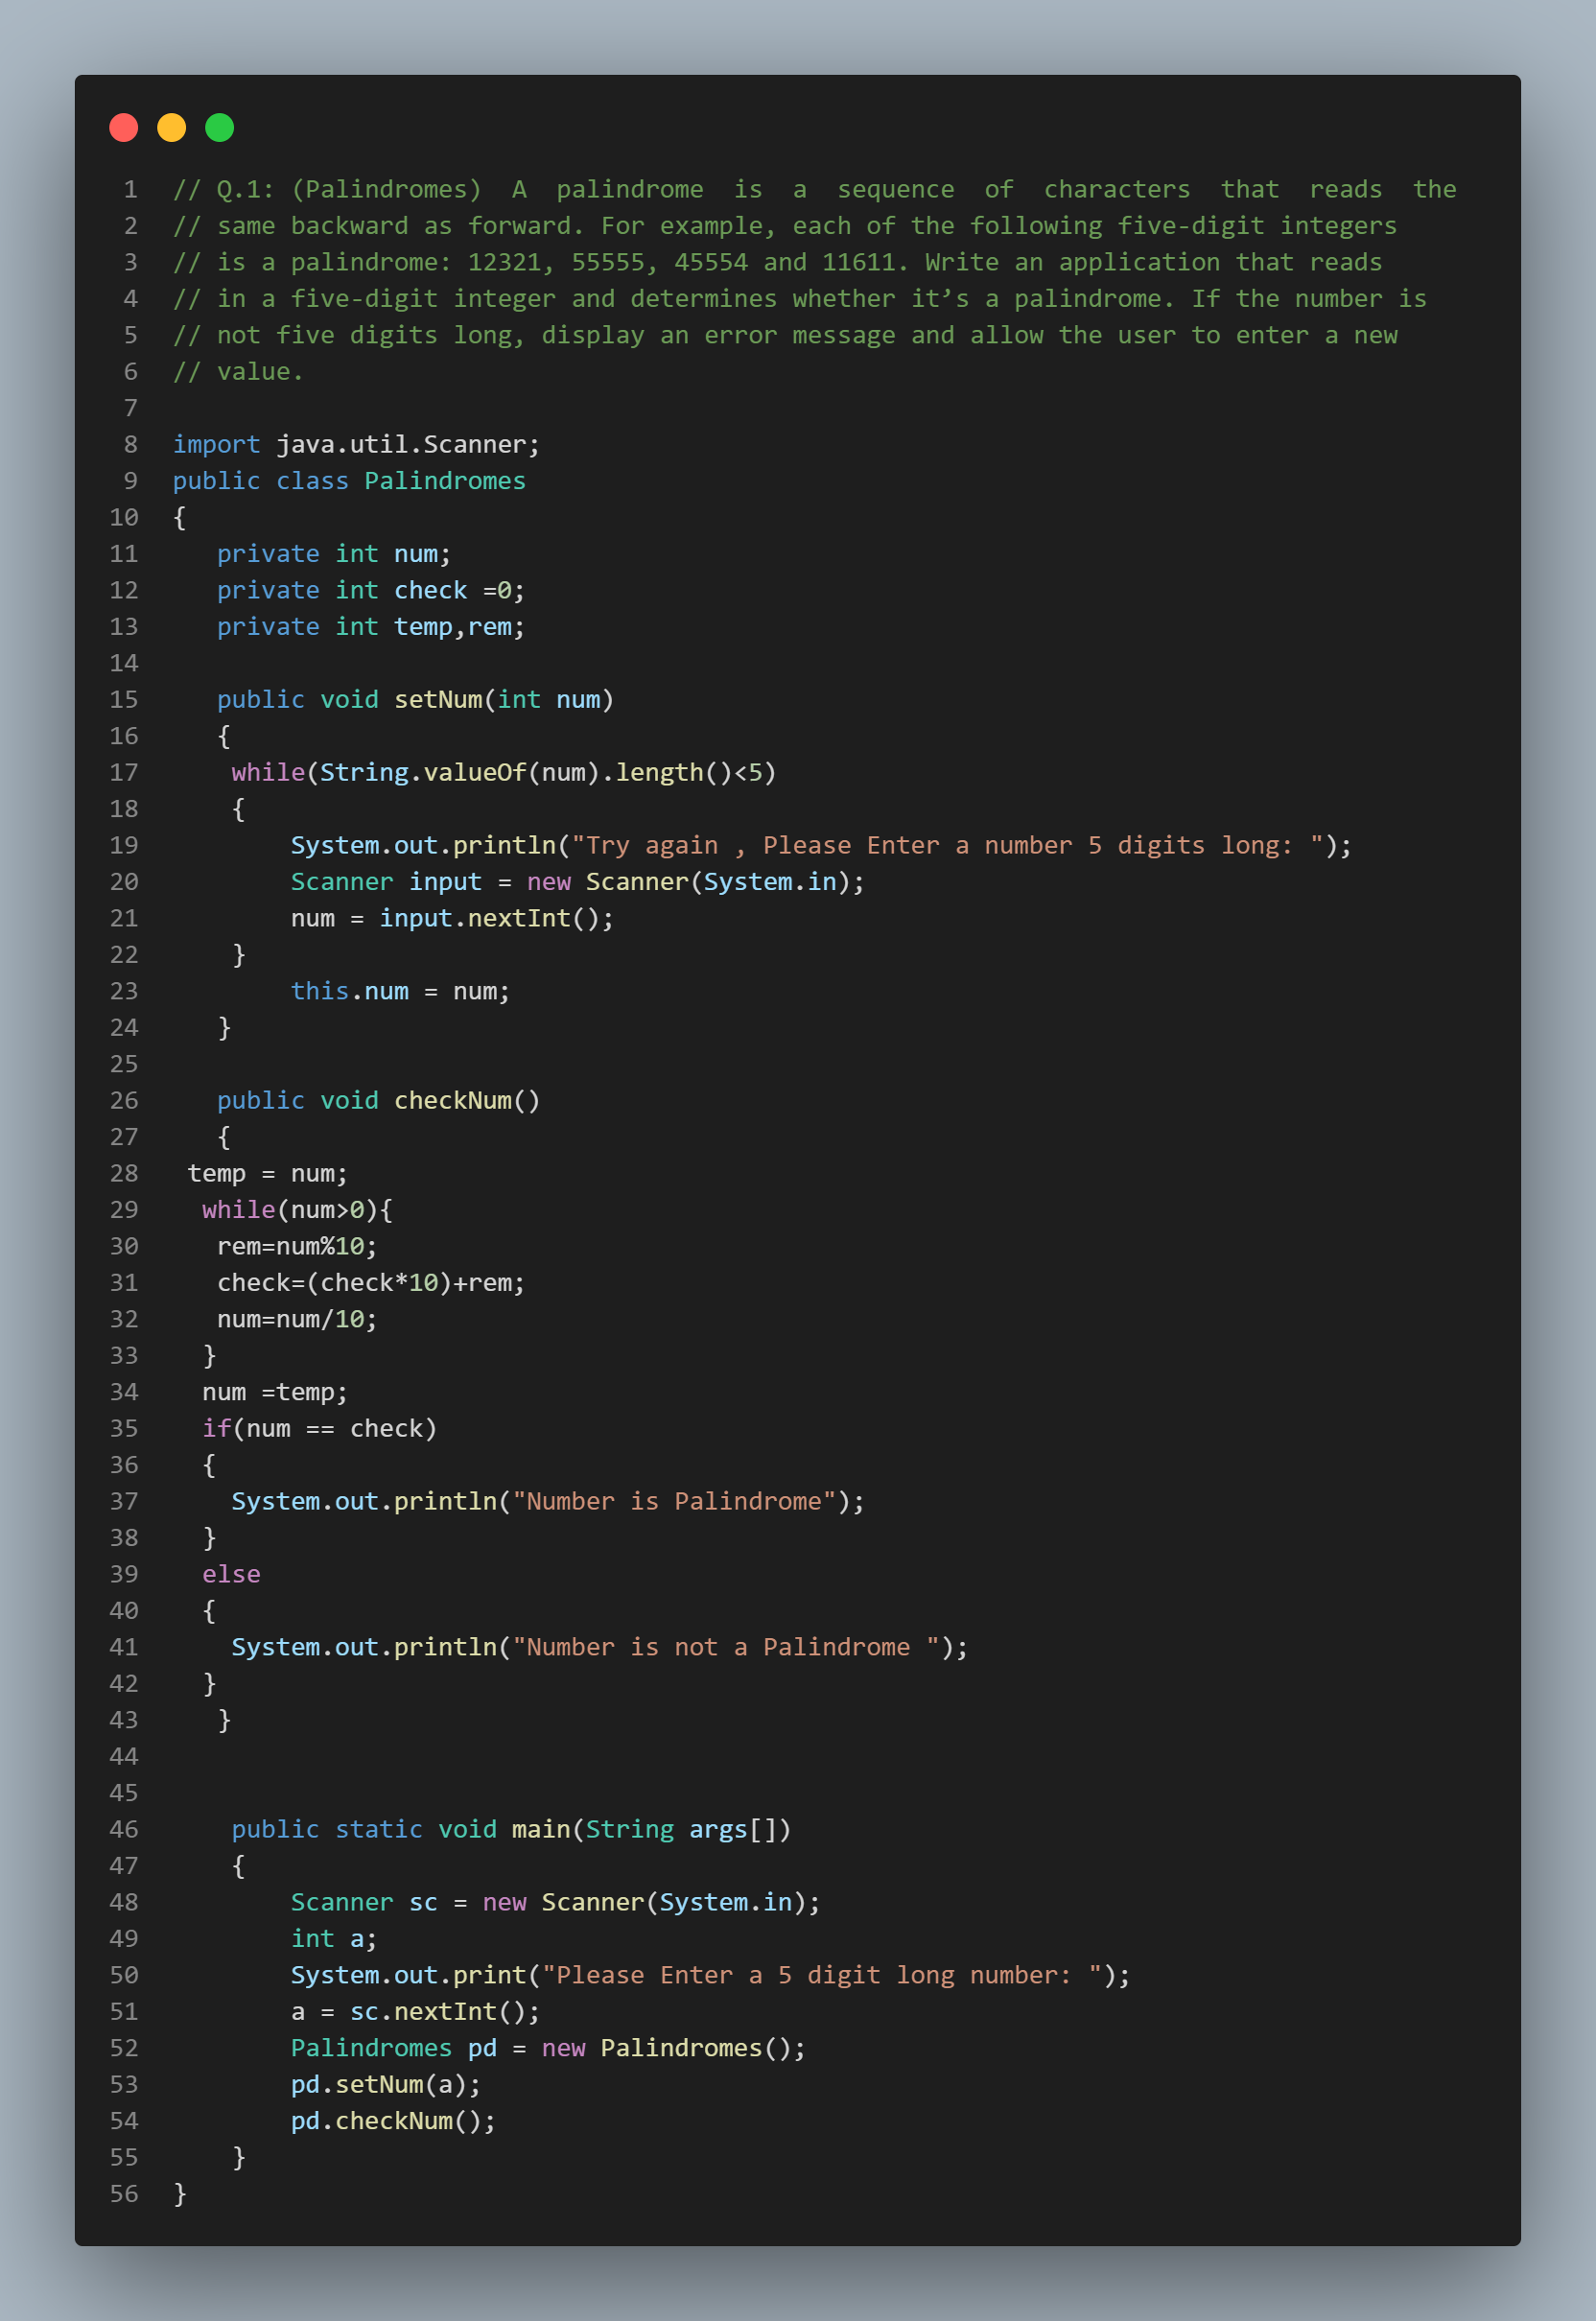 1 // Q.1: (Palindromes)  A  palindrome  is  a  sequence  of  characters  that  reads  the
2 // same backward as forward. For example, each of the following five-digit integers
3 // is a palindrome: 12321, 55555, 45554 and 11611. Write an application that reads
4 // in a five-digit integer and determines whether it’s a palindrome. If the number is
5 // not five digits long, display an error message and allow the user to enter a new
6 // value.
7
8 import java.util.Scanner;
9 public class Palindromes
10 {
11    private int num;
12    private int check =0;
13    private int temp,rem;
14
15    public void setNum(int num)
16    {
17     while(String.valueOf(num).length()<5)
18     {
19         System.out.println("Try again , Please Enter a number 5 digits long: ");
20         Scanner input = new Scanner(System.in);
21         num = input.nextInt();
22     }
23         this.num = num;
24    }
25
26    public void checkNum()
27    {
28  temp = num;
29   while(num>0){
30    rem=num%10;
31    check=(check*10)+rem;
32    num=num/10;
33   }
34   num =temp;
35   if(num == check)
36   {
37     System.out.println("Number is Palindrome");
38   }
39   else
40   {
41     System.out.println("Number is not a Palindrome ");
42   }
43    }
44
45
46     public static void main(String args[])
47     {
48         Scanner sc = new Scanner(System.in);
49         int a;
50         System.out.print("Please Enter a 5 digit long number: ");
51         a = sc.nextInt();
52         Palindromes pd = new Palindromes();
53         pd.setNum(a);
54         pd.checkNum();
55     }
56 }